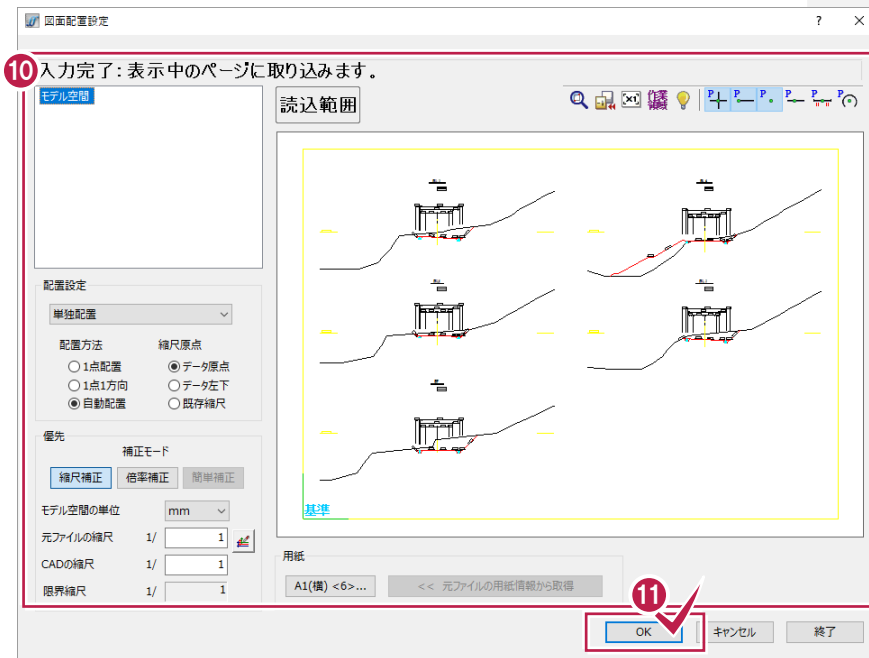 図面配置設定
? ×
10 入力完了:表示中のページに取り込みます。
モデル空間
読込範囲
配置設定
単独配置
配置方法 縮尺原点
1点配置 データ原点
1点1方向 データ左下
自動配置 既存縮尺
優先
補正モード
縮尺補正 倍率補正 簡単補正
モデル空間の単位 mm
元ファイルの縮尺 1/ 1
CADの縮尺 1/ 1
限界縮尺 1/ 1
基準
用紙
A1(横) <6>... << 元ファイルの用紙情報から取得
11
OK キャンセル 終了